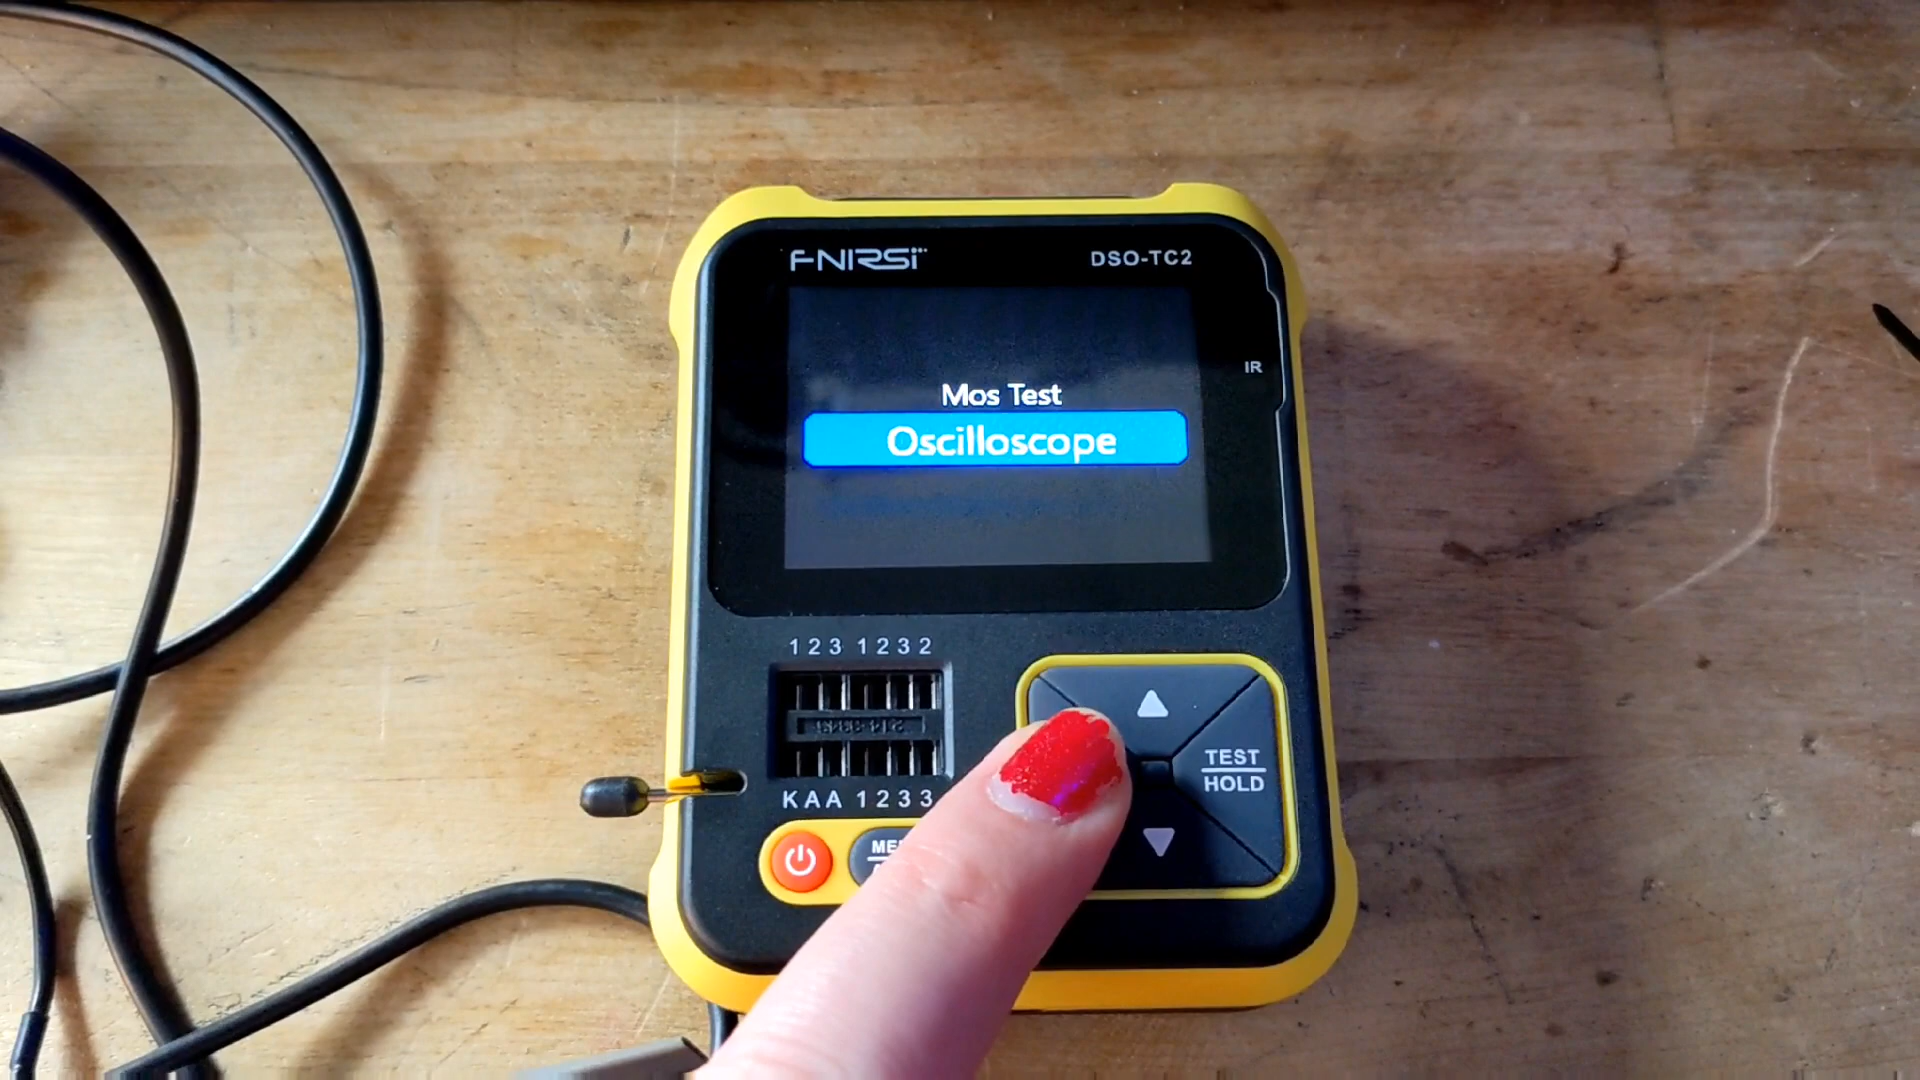 FNIRSi
DSO-TC2
IR
Mos Test
Oscilloscope
1 2 3 1 2 3 2
K A A 1 2 3 3
TEST
HOLD